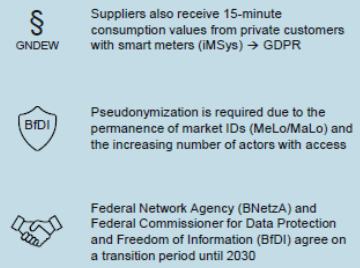 §
GNDEW
Suppliers also receive 15-minute
consumption values from private customers
with smart meters (iMSys) → GDPR
BfDI
Pseudonymization is required due to the
permanence of market IDs (MeLo/MaLo) and
the increasing number of actors with access
Federal Network Agency (BNetzA) and
Federal Commissioner for Data Protection
and Freedom of Information (BfDI) agree on
a transition period until 2030